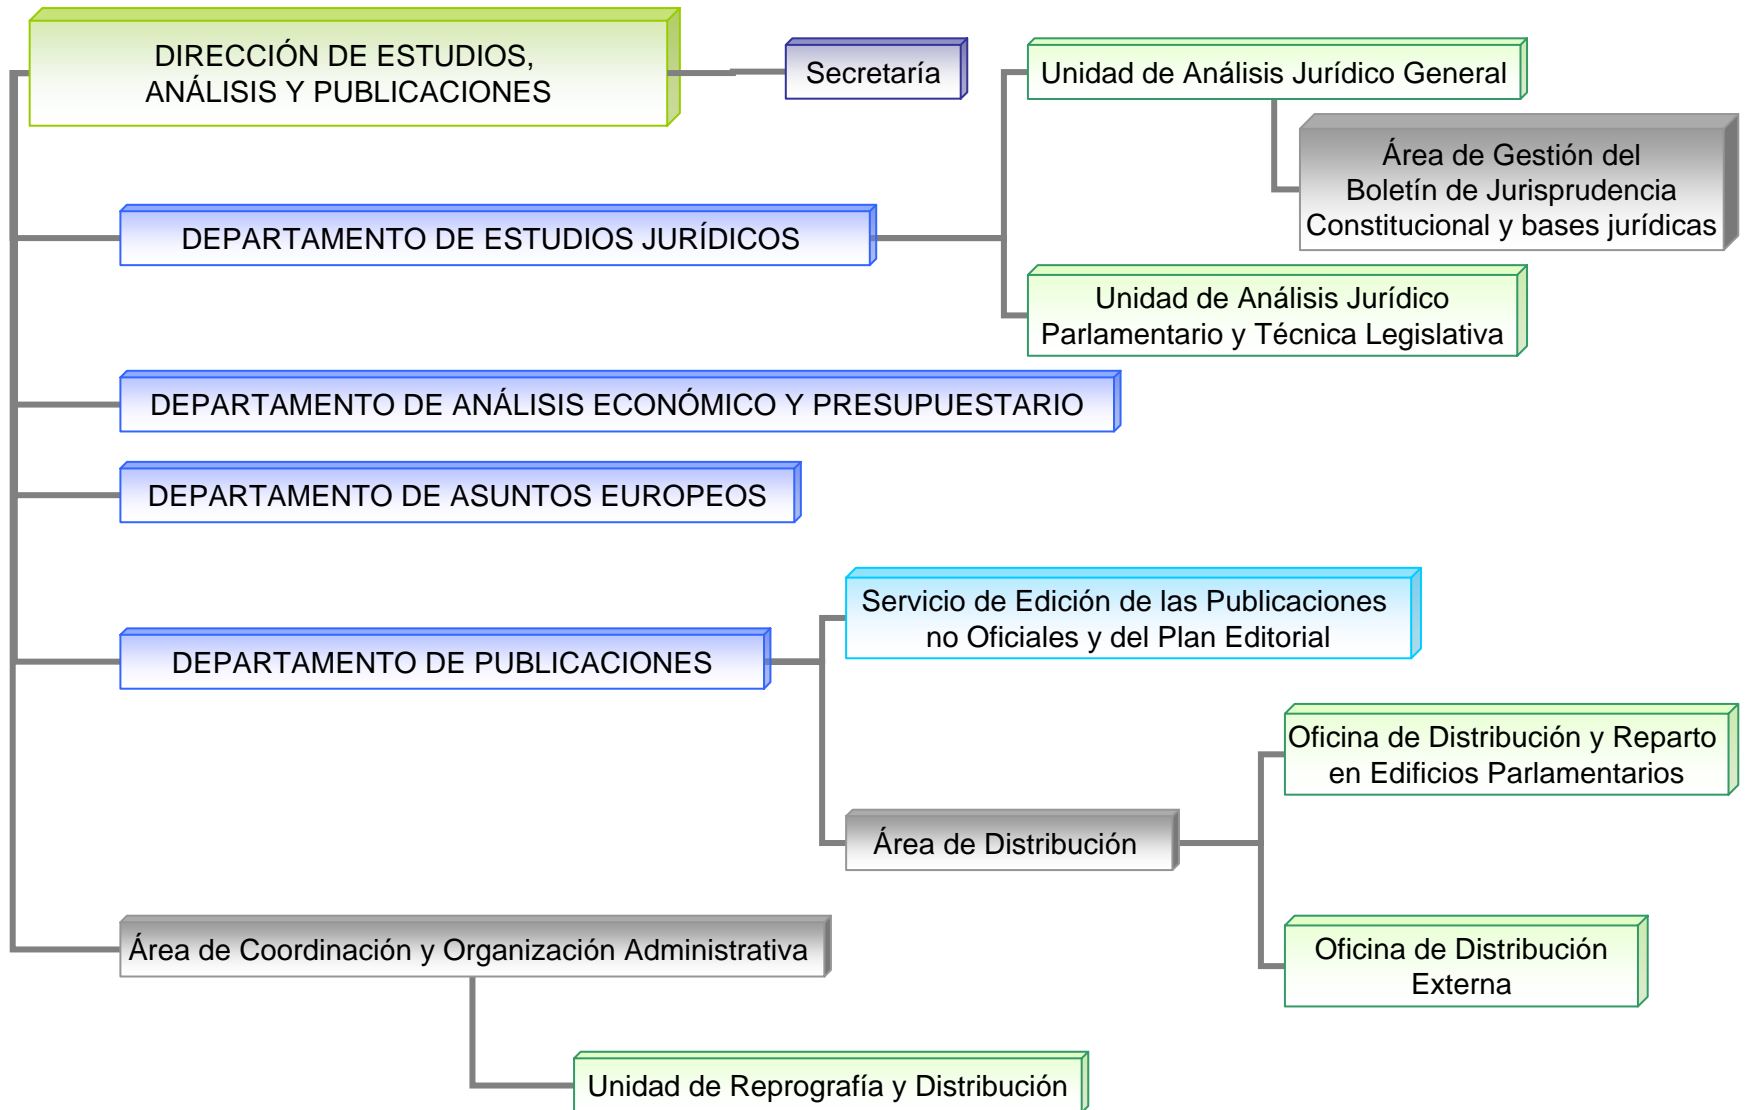 DIRECCIÓN DE ESTUDIOS,
ANÁLISIS Y PUBLICACIONES
Secretaría
Unidad de Análisis Jurídico General
Área de Gestión del
Boletín de Jurisprudencia
Constitucional y bases jurídicas
DEPARTAMENTO DE ESTUDIOS JURÍDICOS
Unidad de Análisis Jurídico
Parlamentario y Técnica Legislativa
DEPARTAMENTO DE ANÁLISIS ECONÓMICO Y PRESUPUESTARIO
DEPARTAMENTO DE ASUNTOS EUROPEOS
Servicio de Edición de las Publicaciones
no Oficiales y del Plan Editorial
DEPARTAMENTO DE PUBLICACIONES
Oficina de Distribución y Reparto
en Edificios Parlamentarios
Área de Distribución
Oficina de Distribución
Externa
Área de Coordinación y Organización Administrativa
Unidad de Reprografía y Distribución